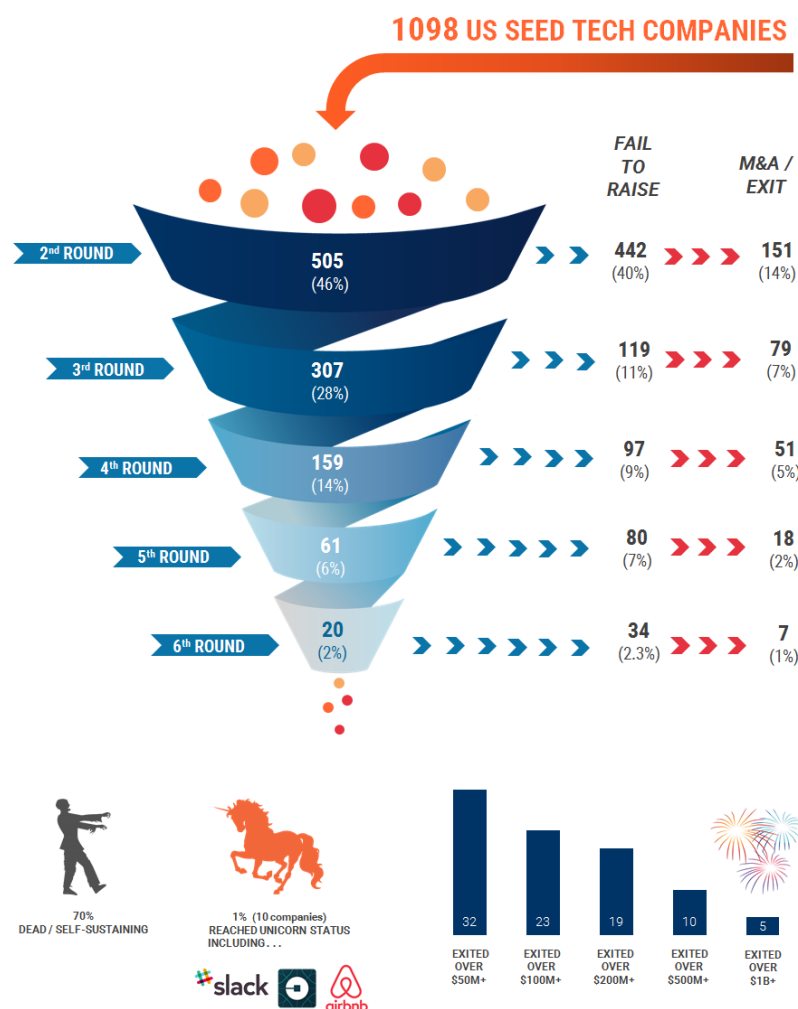 1098 US SEED TECH COMPANIES
FAIL
TO
RAISE
M&A /
EXIT
2nd ROUND
505
(46%)
442
(40%)
151
(14%)
3rd ROUND
307
(28%)
119
(11%)
79
(7%)
4th ROUND
159
(14%)
97
(9%)
51
(5%)
5th ROUND
61
(6%)
80
(7%)
18
(2%)
6th ROUND
20
(2%)
34
(2.3%)
7
(1%)
70%
DEAD / SELF-SUSTAINING
1% (10 companies)
REACHED UNICORN STATUS
INCLUDING...
slack
airbnb
32
23
19
10
5
EXITED
OVER
$50M+
EXITED
OVER
$100M+
EXITED
OVER
$200M+
EXITED
OVER
$500M+
EXITED
OVER
$1B+